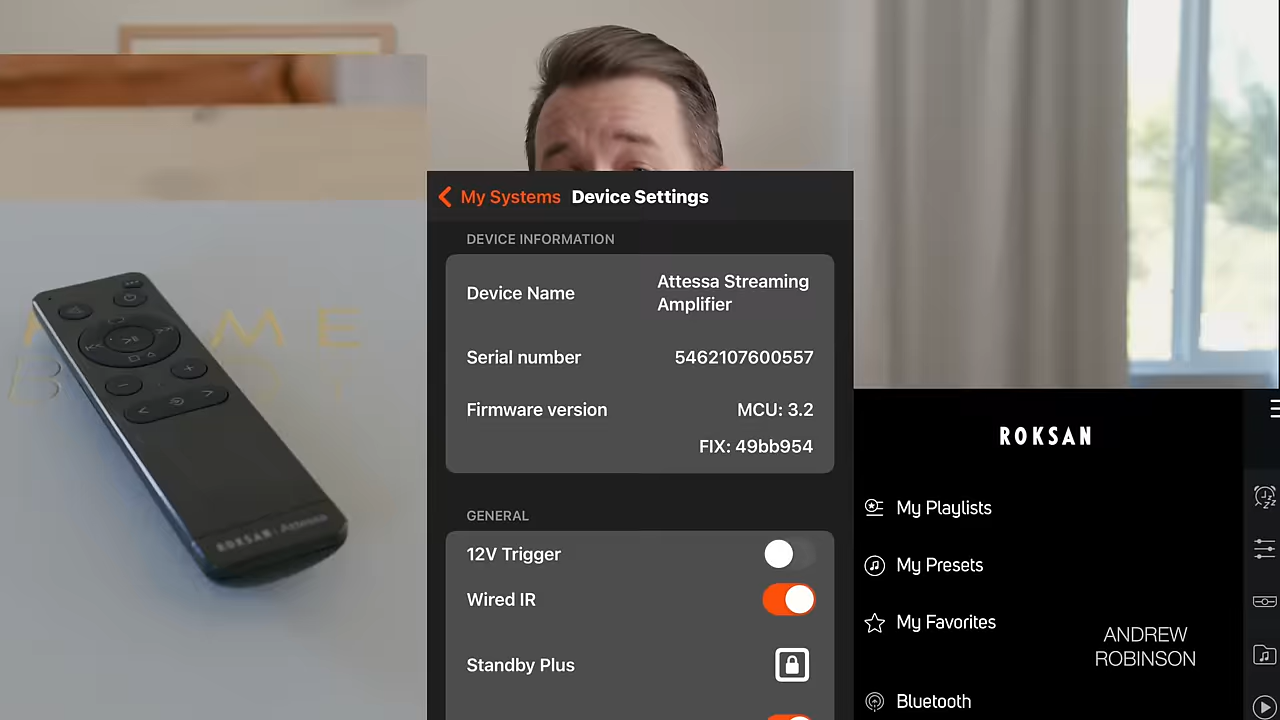 ROKSAN Attessa
My Systems Device Settings
DEVICE INFORMATION
Device Name
Attessa Streaming
Amplifier
Serial number 5462107600557
Firmware version MCU: 3.2
FIX: 49bb954
GENERAL
12V Trigger
Wired IR
Standby Plus
ROKSAN
My Playlists
My Presets
My Favorites
Bluetooth
ANDREW
ROBINSON